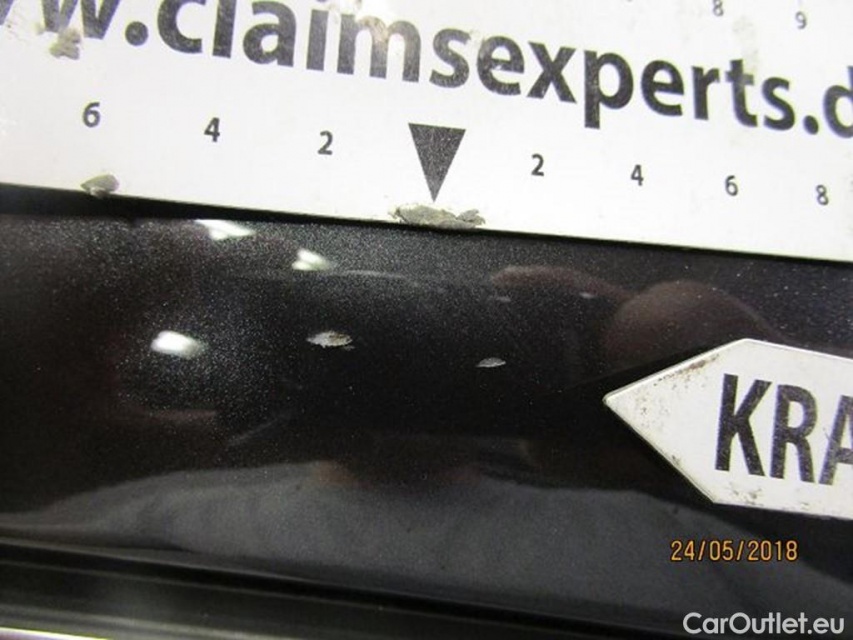 8 9
w.claimsexperts.d
6 4 2 2 4 6 8
KRA
24/05/2018
CarOutlet.eu